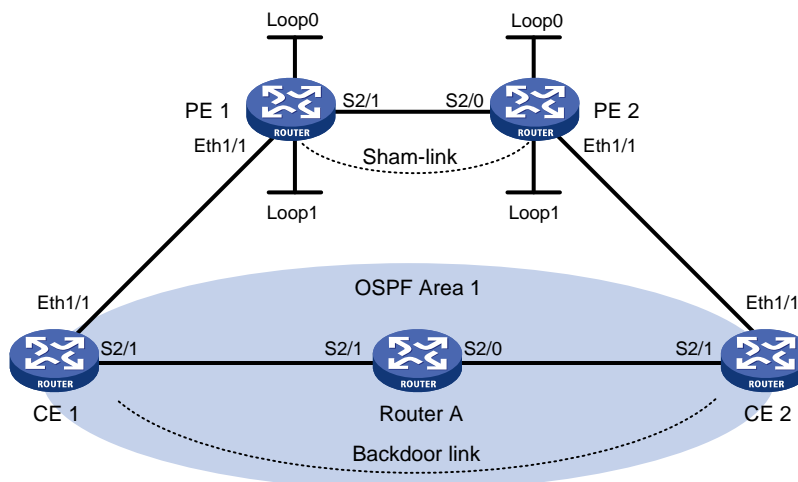 Loop0
Loop0
PE 1
ROUTER
S2/1
S2/0
ROUTER
PE 2
Eth1/1
Sham-link
Eth1/1
Loop1
Loop1
OSPF Area 1
Eth1/1
Eth1/1
ROUTER
S2/1
S2/1
ROUTER
S2/0
S2/1
ROUTER
CE 1
Router A
CE 2
Backdoor link